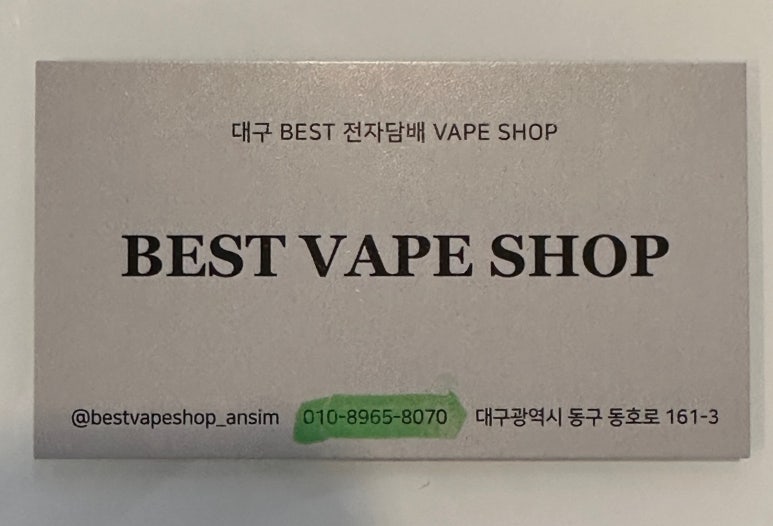 대구 BEST 전자담배 VAPE SHOP
BEST VAPE SHOP
@bestvapeshop_ansim 010-8965-8070 대구광역시 동구 동호로 161-3